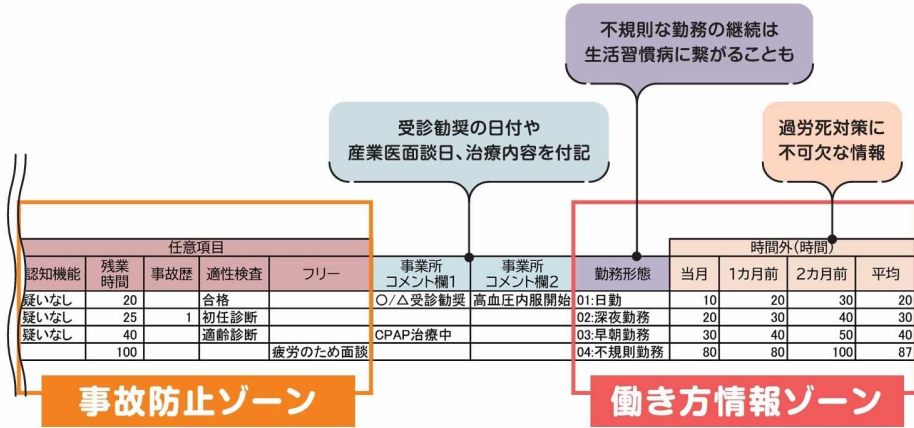 不規則な勤務の継続は
生活習慣病に繋がることも
受診勧奨の日付や
産業医面談日、治療内容を付記
過労死対策に
不可欠な情報
任意項目
時間外(時間)
認知機能 残業時間 事故歴 適性検査 フリー 事業所コメント欄1 事業所コメント欄2 勤務形態 当月 1カ月前 2カ月前 平均
疑いなし 20 合格 〇/△受診勧奨 高血圧内服開始 01:日勤 10 20 30 20
疑いなし 25 1 初任診断 02:深夜勤務 20 30 40 30
疑いなし 40 適齢診断 CPAP治療中 03:早朝勤務 30 40 50 40
100 疲労のため面談 04:不規則勤務 80 80 100 87
事故防止ゾーン
働き方情報ゾーン